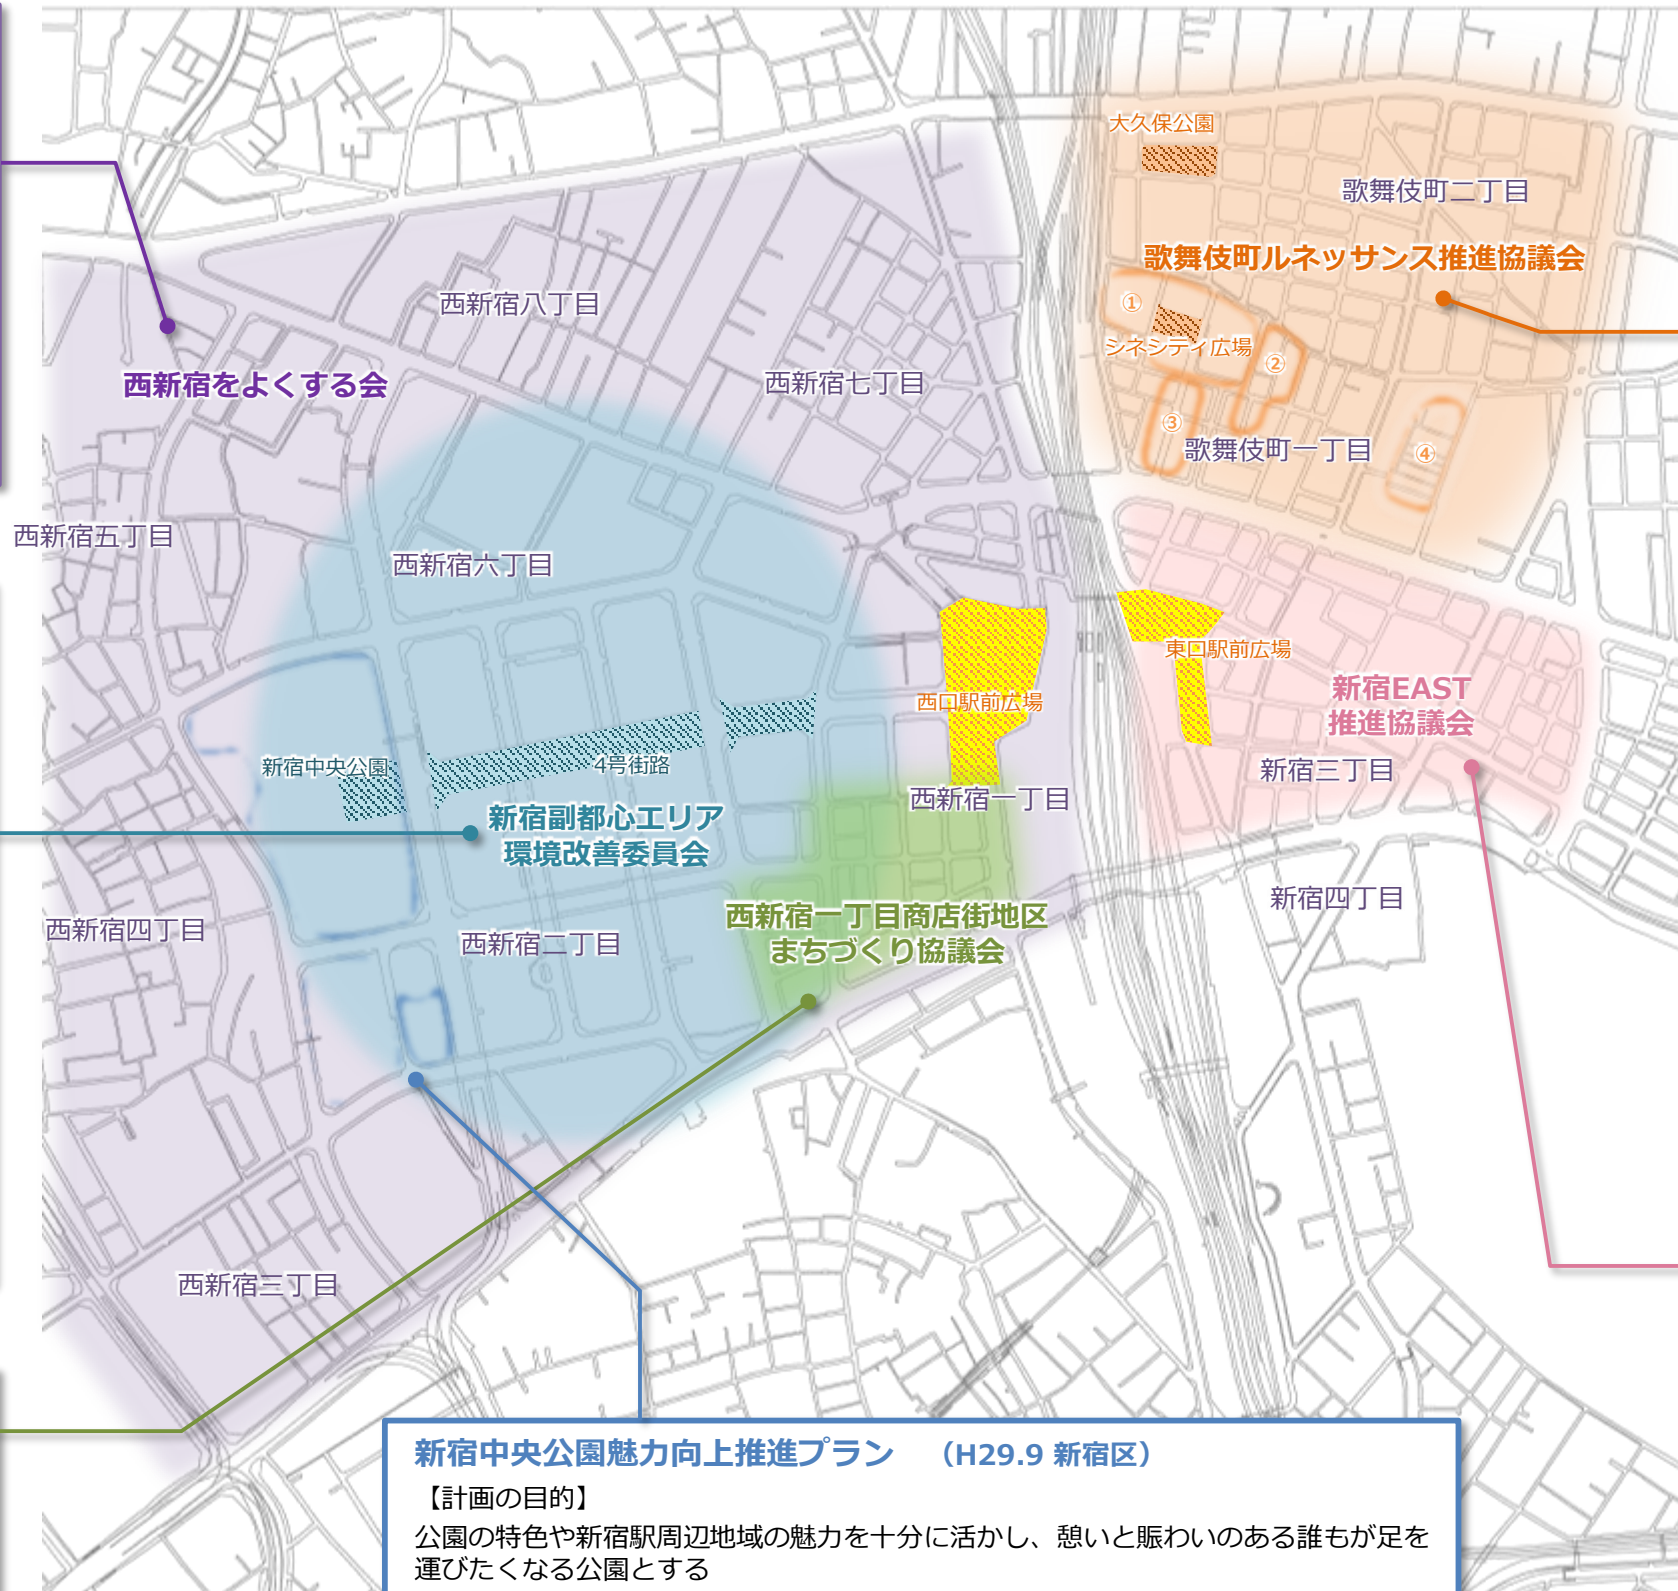 大久保公園
歌舞伎町二丁目
歌舞伎町ルネッサンス推進協議会
①
シネシティ広場
②
③
歌舞伎町一丁目
④
西新宿八丁目
西新宿七丁目
西新宿をよくする会
西新宿五丁目
西新宿六丁目
東口駅前広場
西口駅前広場
新宿EAST
推進協議会
新宿三丁目
新宿中央公園
4号街路
西新宿一丁目
新宿副都心エリア
環境改善委員会
新宿四丁目
西新宿一丁目商店街地区
まちづくり協議会
西新宿四丁目
西新宿二丁目
西新宿三丁目
新宿中央公園魅力向上推進プラン （H29.9 新宿区）
【計画の目的】
公園の特色や新宿駅周辺地域の魅力を十分に活かし、憩いと賑わいのある誰もが足を
運びたくなる公園とする